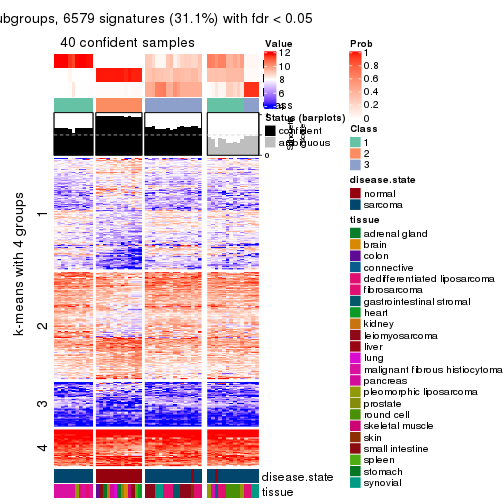 ubgroups, 6579 signatures (31.1%) with fdr < 0.05
40 confident samples
k-means with 4 groups
1
2
3
4
Class
disease.state
tissue
Value
12
10
8
6
Status (barplots)
confident
ambiguous
0
Prob
1
0.8
0.6
0.4
0.2
0
Class
1
2
3
disease.state
normal
sarcoma
tissue
adrenal gland
brain
colon
connective
dedifferentiated liposarcoma
fibrosarcoma
gastrointestinal stromal
heart
kidney
leiomyosarcoma
liver
lung
malignant fibrous histiocytoma
pancreas
pleomorphic liposarcoma
prostate
round cell
skeletal muscle
skin
small intestine
spleen
stomach
synovial